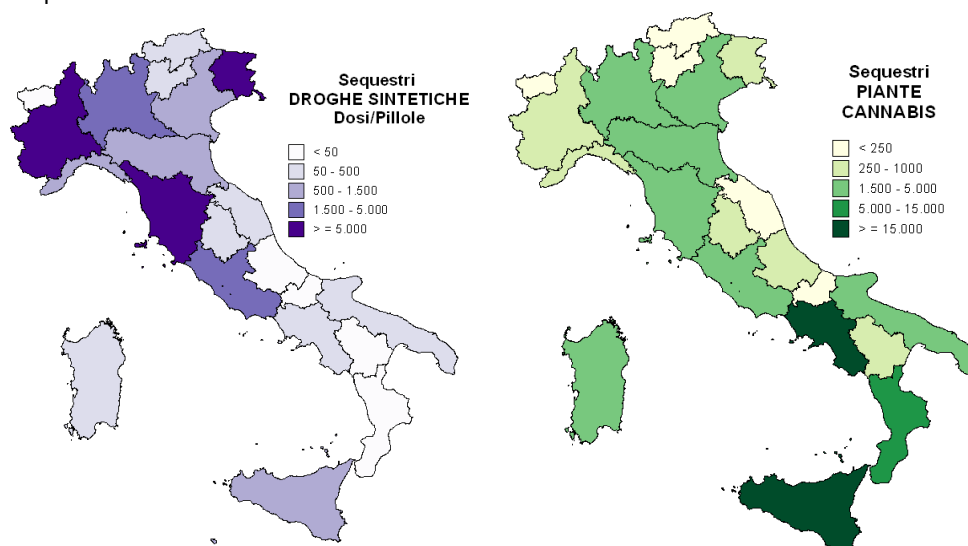 Sequestri
DROGHE SINTETICHE
Dosi/Pillole
< 50
50 - 500
500 - 1.500
1.500 - 5.000
> = 5.000
Sequestri
PIANTE
CANNABIS
< 250
250 - 1000
1.500 - 5.000
5.000 - 15.000
> = 15.000